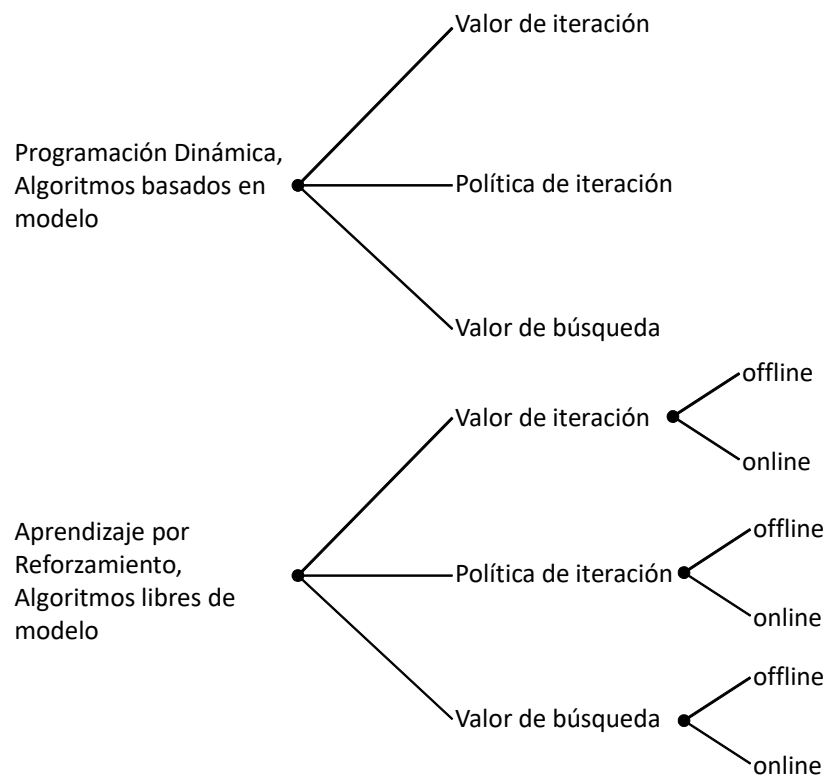 Valor de iteración
Programación Dinámica,
Algoritmos basados en
modelo
Política de iteración
Valor de búsqueda
offline
Valor de iteración
online
Aprendizaje por
Reforzamiento,
Algoritmos libres de
modelo
offline
Política de iteración
online
offline
Valor de búsqueda
online